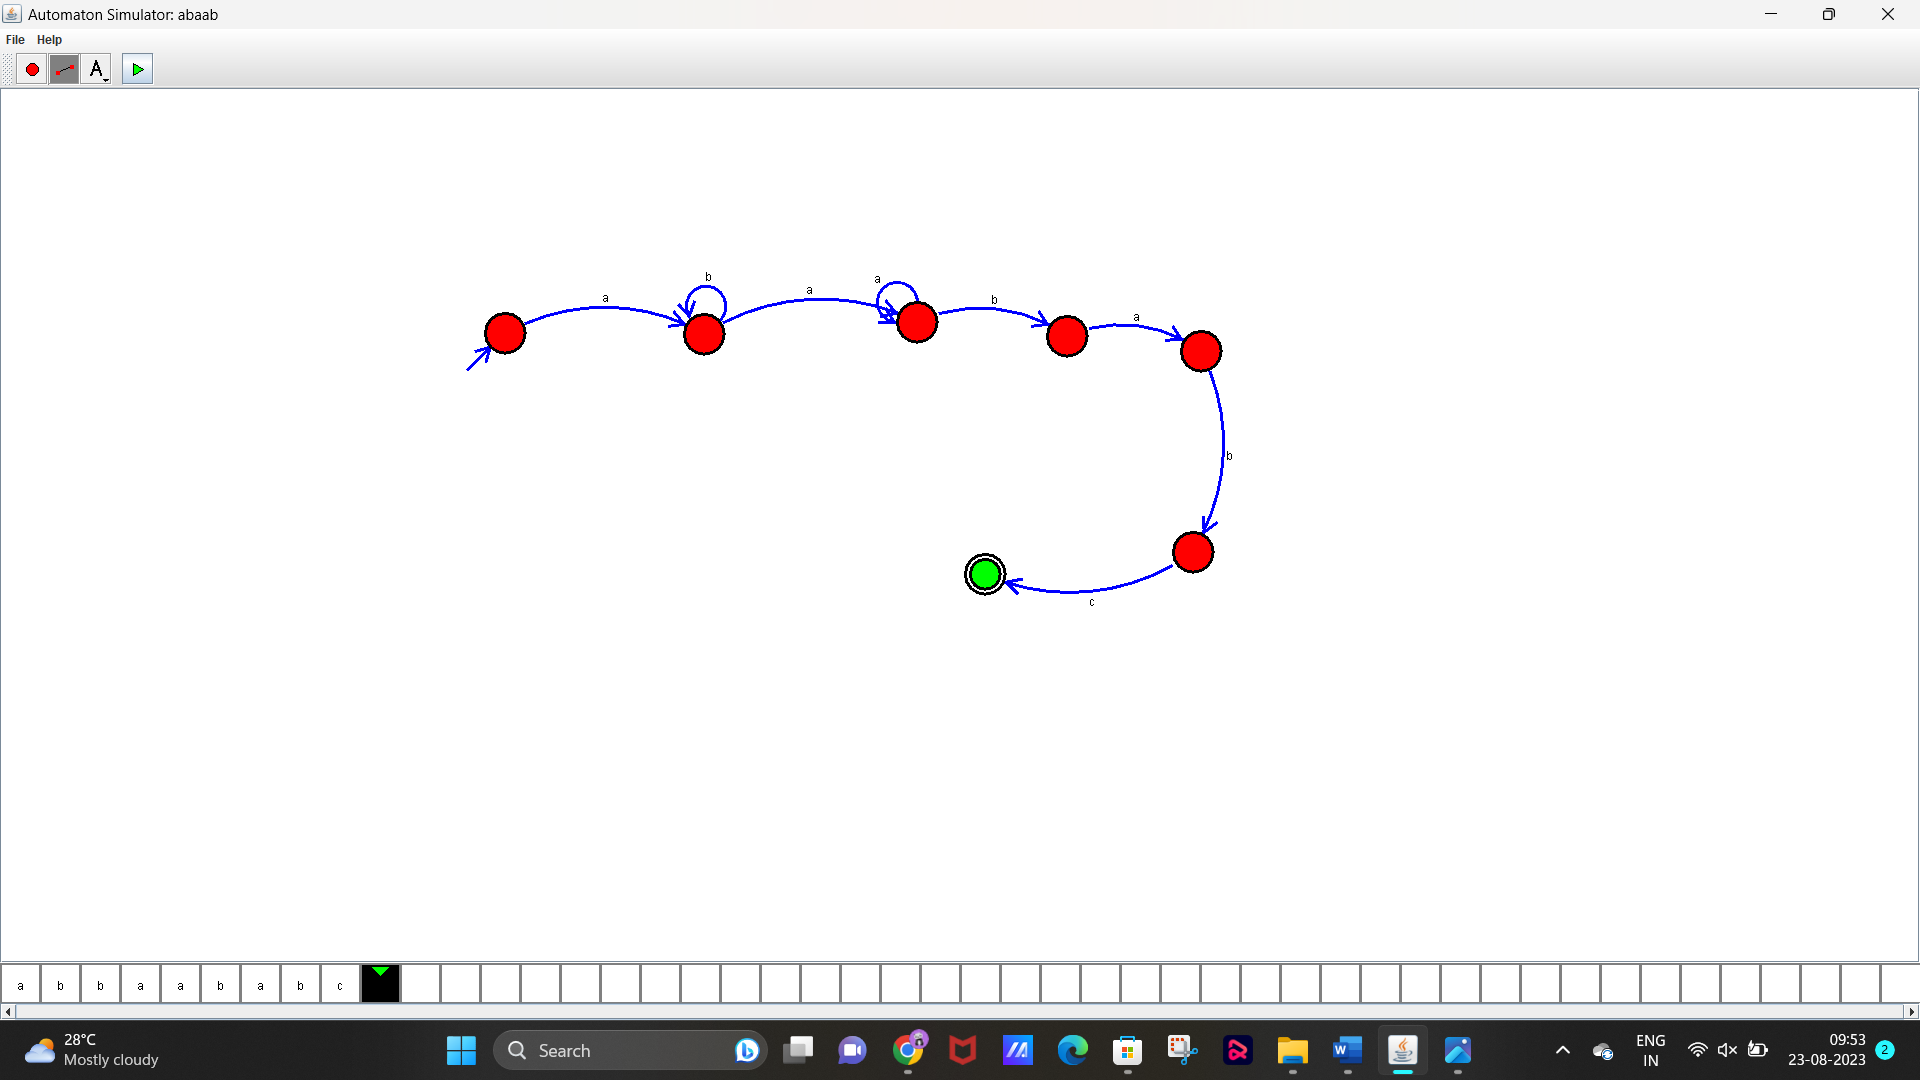 Automaton Simulator: abaab
File Help
A
b
a
a
a
b
a
b
c
a b b a a b a b c
28°C
Mostly cloudy
Search
W
ENG
IN
09:53
23-08-2023
2